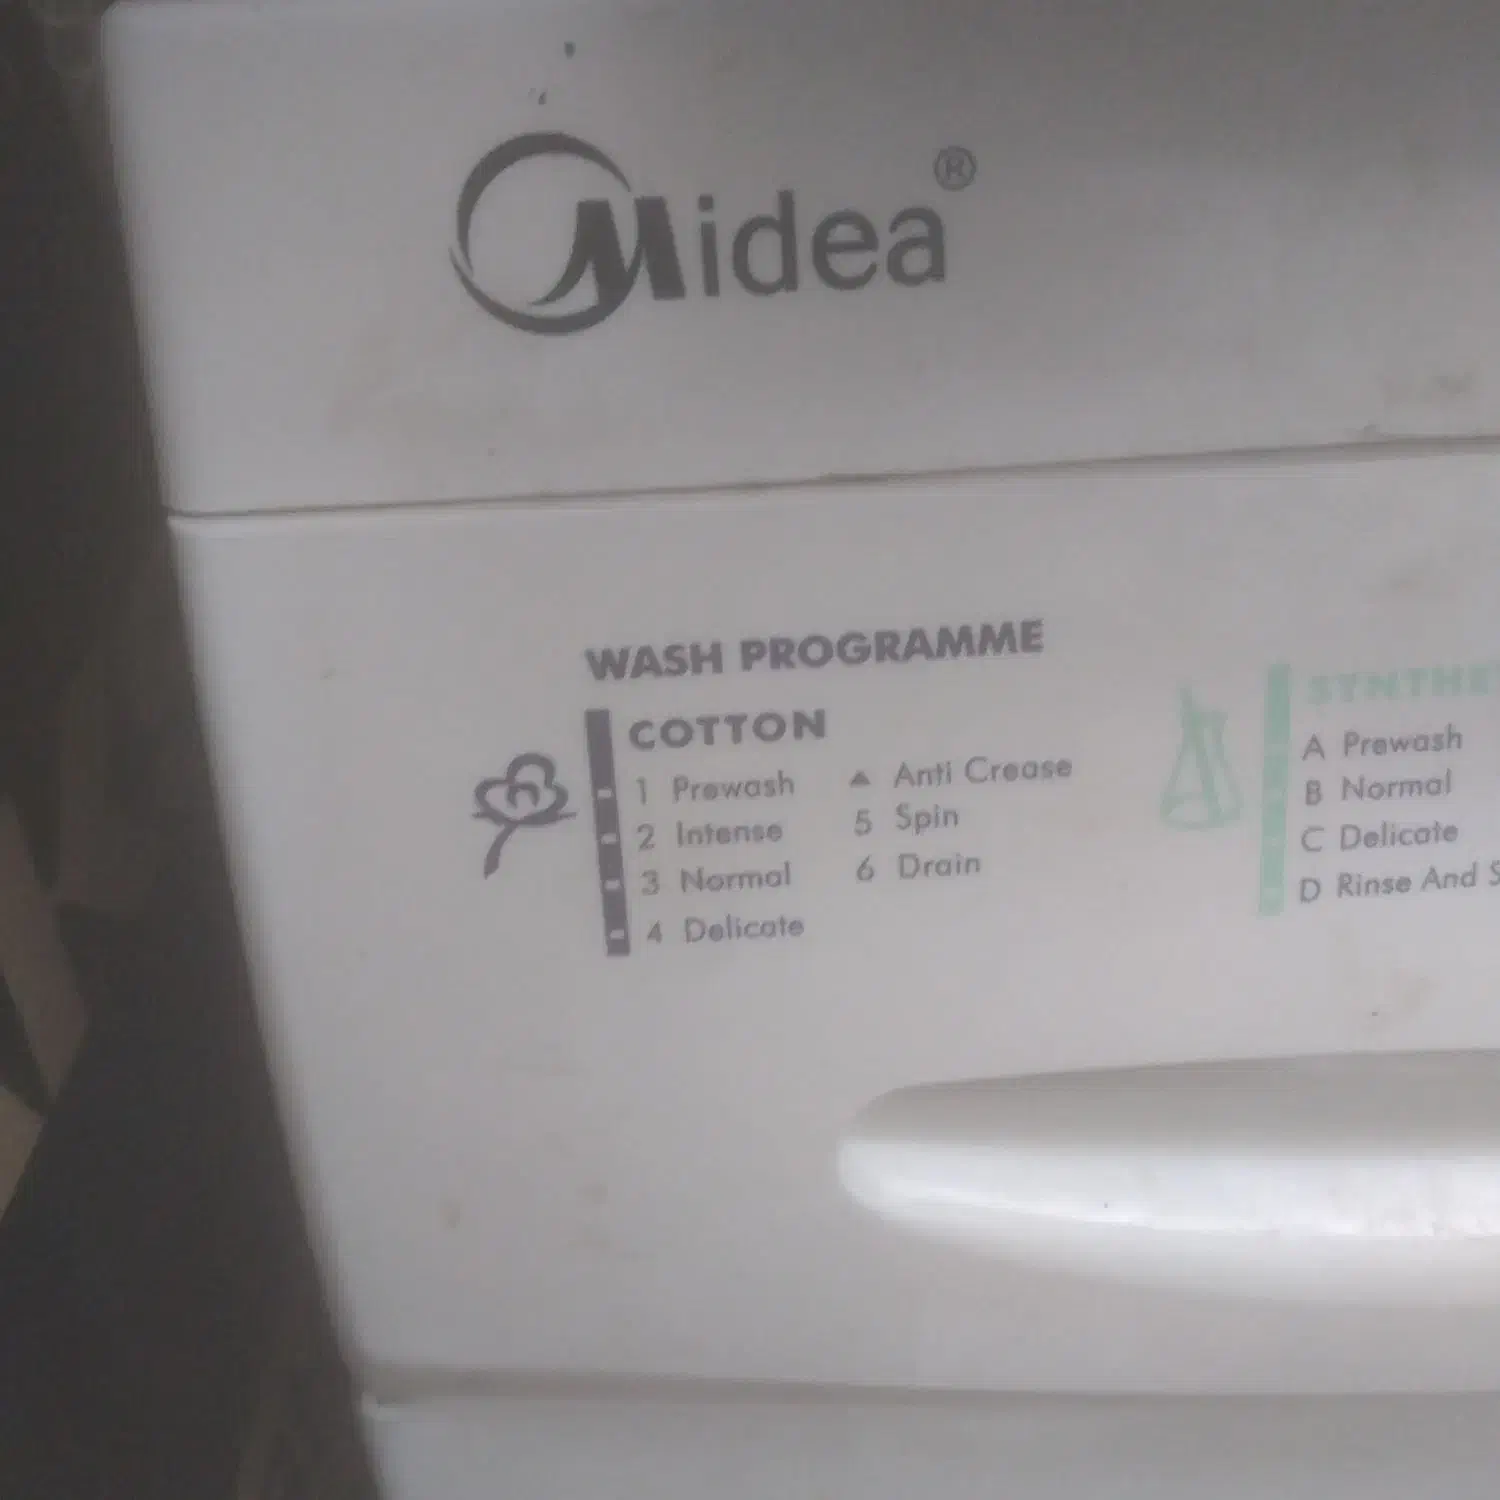 Midea®
WASH PROGRAMME
COTTON
1 Prewash
2 Intense
3 Normal
4 Delicate
▲ Anti Crease
5 Spin
6 Drain
A Prewash
B Normal
C Delicate
D Rinse And